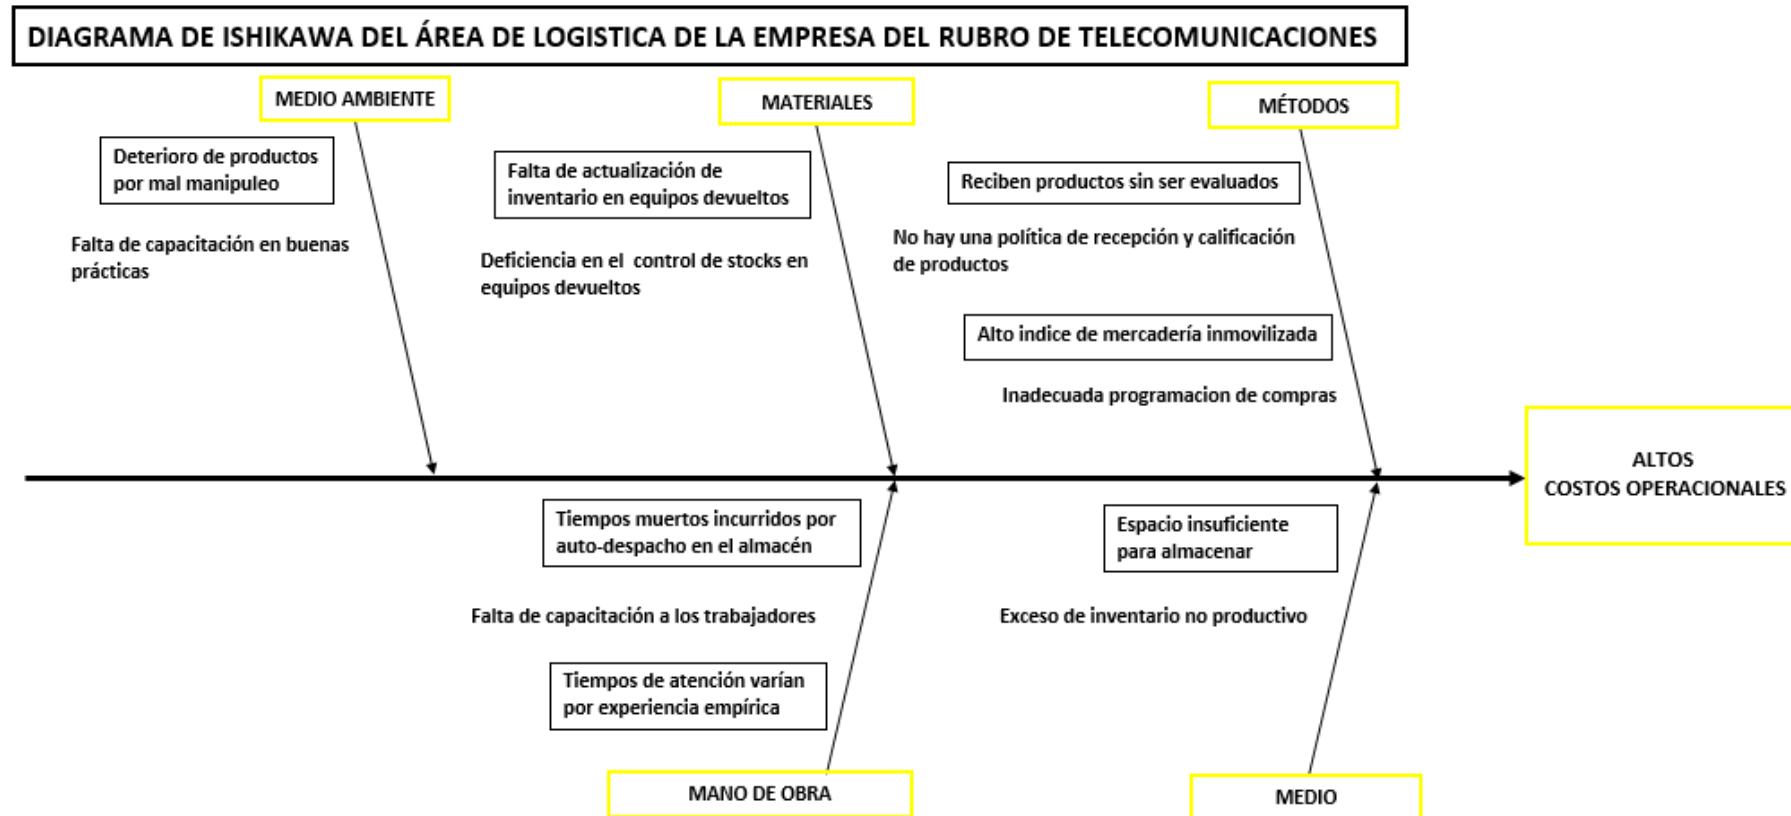 DIAGRAMA DE ISHIKAWA DEL ÁREA DE LOGISTICA DE LA EMPRESA DEL RUBRO DE TELECOMUNICACIONES
MEDIO AMBIENTE
Deterioro de productos
por mal manipuleo
Falta de capacitación en buenas
prácticas
MATERIALES
Falta de actualización de
inventario en equipos devueltos
Deficiencia en el control de stocks en
equipos devueltos
MÉTODOS
Reciben productos sin ser evaluados
No hay una política de recepción y calificación
de productos
Alto indice de mercadería inmovilizada
Inadecuada programacion de compras
ALTOS
COSTOS OPERACIONALES
Tiempos muertos incurridos por
auto-despacho en el almacén
Falta de capacitación a los trabajadores
Tiempos de atención varían
por experiencia empírica
MANO DE OBRA
Espacio insuficiente
para almacenar
Exceso de inventario no productivo
MEDIO